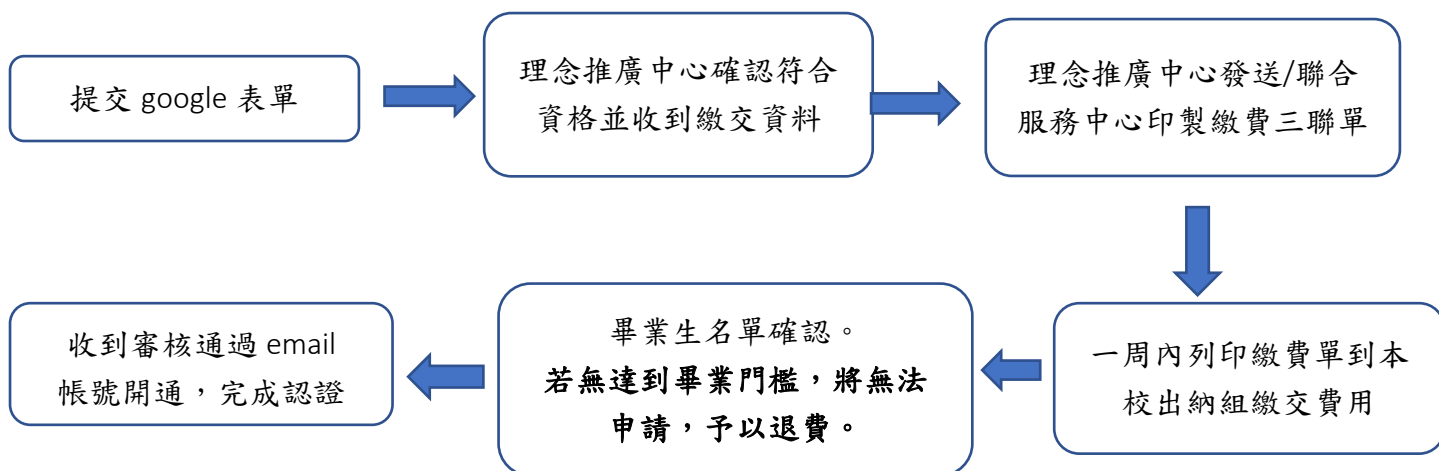 提交 google 表單
理念推廣中心確認符合
資格並收到繳交資料
理念推廣中心發送/聯合
服務中心印製繳費三聯單
一周內列印繳費單到本
校出納組繳交費用
畢業生名單確認。
若無達到畢業門檻，將無法
申請，予以退費。
收到審核通過 email
帳號開通，完成認證